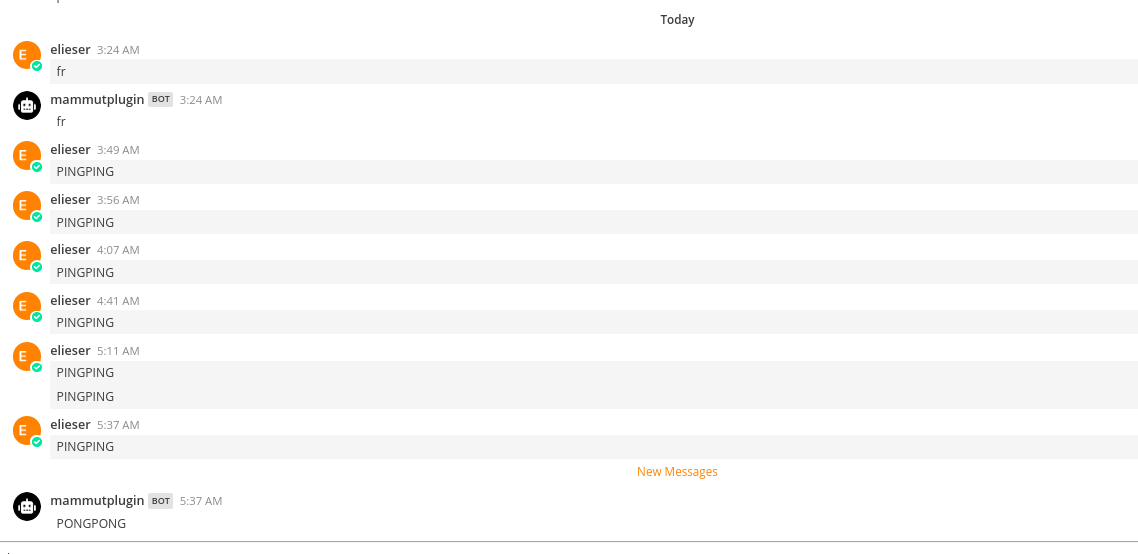 Today
elieser 3:24 AM
fr
mammutplugin BOT 3:24 AM
fr
elieser 3:49 AM
PINGPING
elieser 3:56 AM
PINGPING
elieser 4:07 AM
PINGPING
elieser 4:41 AM
PINGPING
elieser 5:11 AM
PINGPING
PINGPING
elieser 5:37 AM
PINGPING
New Messages
mammutplugin BOT 5:37 AM
PONGPONG